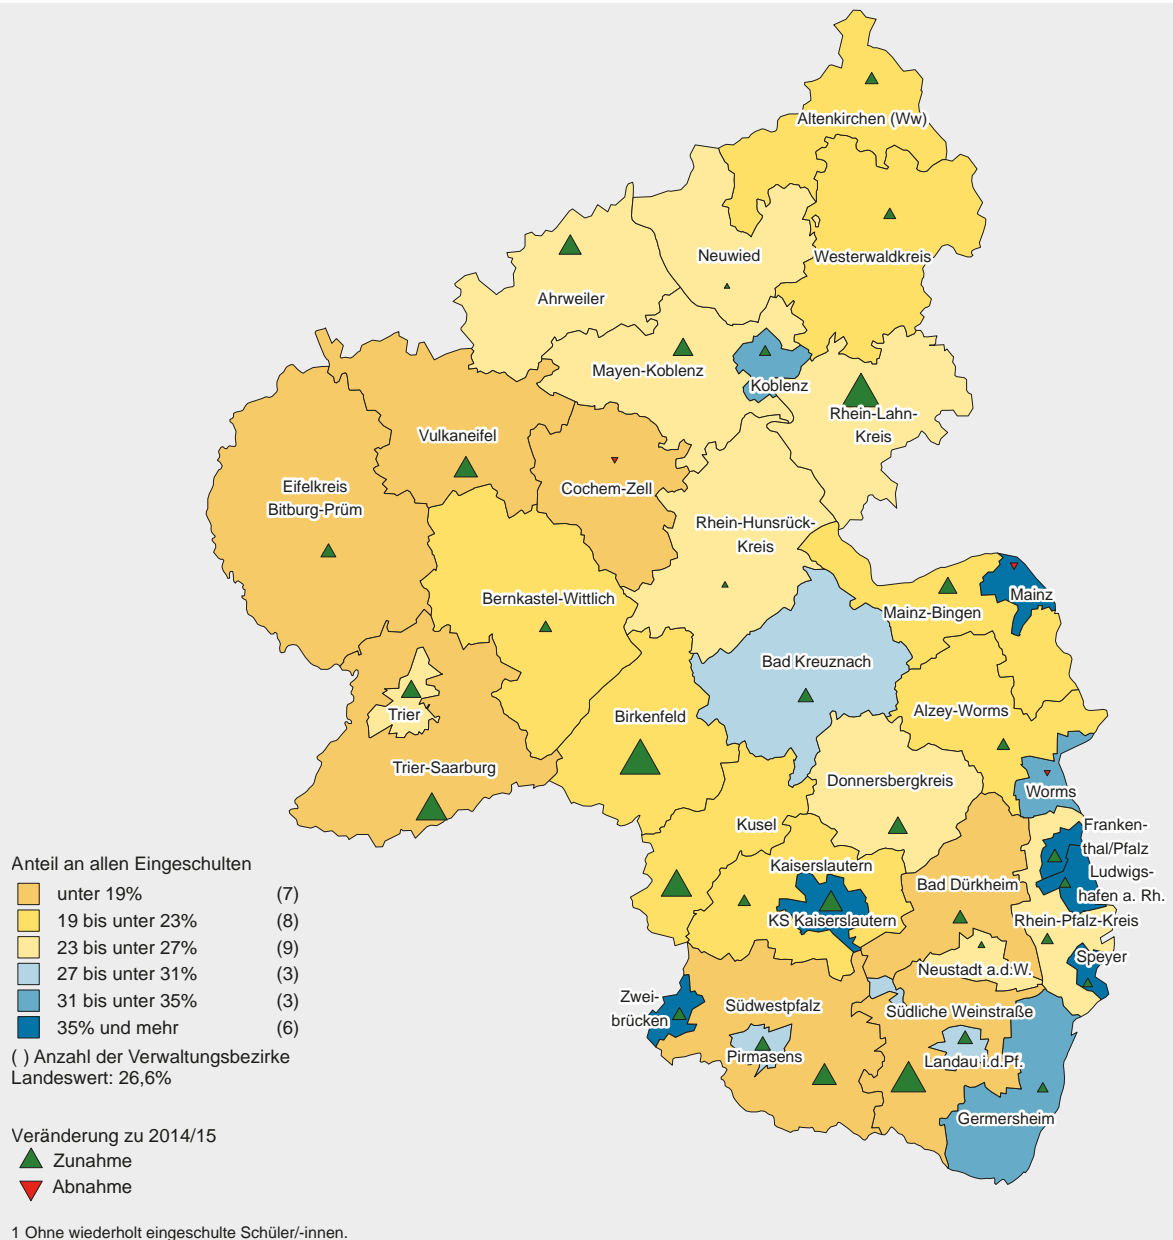 Altenkirchen (Ww)
Neuwied
Westerwaldkreis
Ahrweiler
Mayen-Koblenz
Koblenz
Rhein-Lahn-
Kreis
Vulkaneifel
Eifelkreis
Bitburg-Prüm
Cochem-Zell
Rhein-Hunsrück-
Kreis
Bernkastel-Wittlich
Mainz-Bingen
Mainz
Bad Kreuznach
Trier
Birkenfeld
Alzey-Worms
Trier-Saarburg
Donnersbergkreis
Worms
Kusel
Franken-
thal/Pfalz
Kaiserslautern
Bad Dürkheim
Ludwigs-
hafen a. Rh.
KS Kaiserslautern
Rhein-Pfalz-Kreis
Neustadt a.d.W.
Speyer
Zwei-
brücken
Südwestpfalz
Südliche Weinstraße
Pirmasens
Landau i.d.Pf.
Germersheim
Anteil an allen Eingeschulten
unter 19% (7)
19 bis unter 23% (8)
23 bis unter 27% (9)
27 bis unter 31% (3)
31 bis unter 35% (3)
35% und mehr (6)
( ) Anzahl der Verwaltungsbezirke
Landeswert: 26,6%
Veränderung zu 2014/15
Zunahme
Abnahme
1 Ohne wiederholt eingeschulte Schüler/-innen.